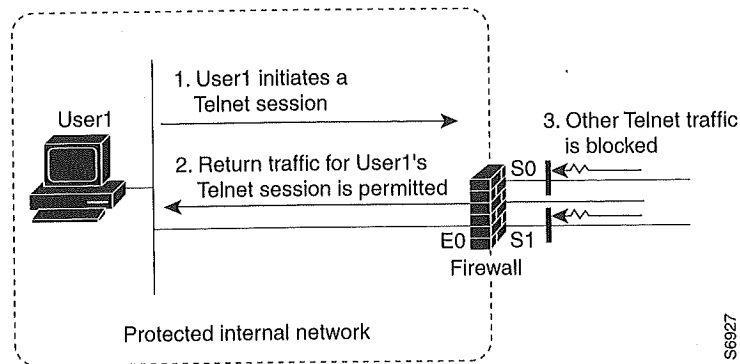 1. User1 initiates a
Telnet session
User1
2. Return traffic for User1's
Telnet session is permitted
3. Other Telnet traffic
is blocked
S0
E0
S1
Firewall
Protected internal network
S6927